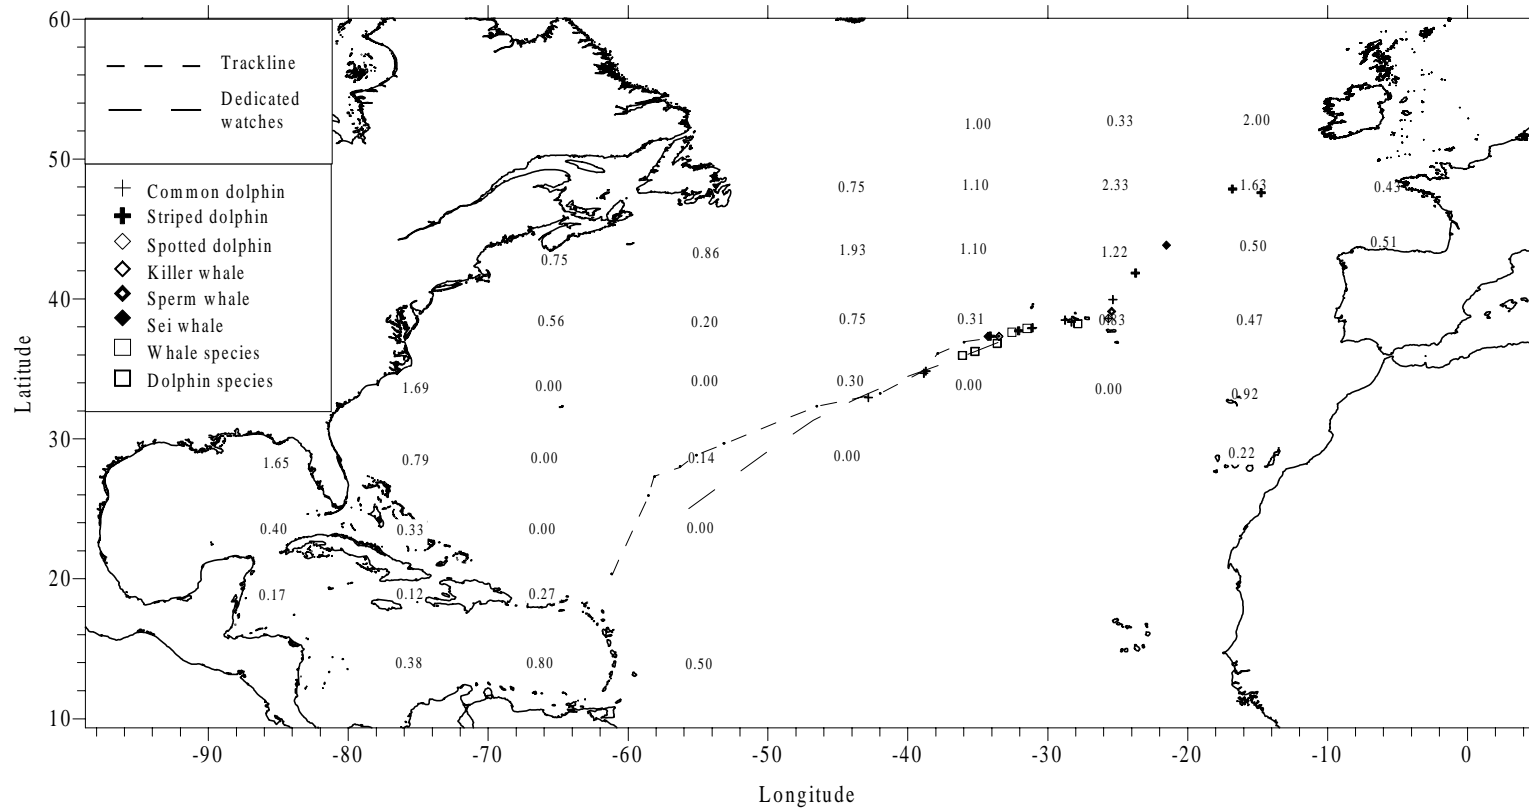 60
Trackline
Dedicated
watches
1.00 0.33 2.00
50
Common dolphin
0.75 1.10 2.33 1.63 0.43
Striped dolphin
Spotted dolphin
0.75 0.86 1.93 1.10 1.22 0.50 0.51
Killer whale
40
Sperm whale
Sei whale
0.56 0.20 0.75 0.31 0.83 0.47
Whale species
Dolphin species
1.69 0.00 0.00 0.30 0.00 0.00 0.92
30
1.65 0.79 0.00 0.14 0.00 0.22
0.40 0.33 0.00 0.00
20
0.17 0.12 0.27
0.38 0.80 0.50
10
-90 -80 -70 -60 -50 -40 -30 -20 -10 0
Longitude
Latitude